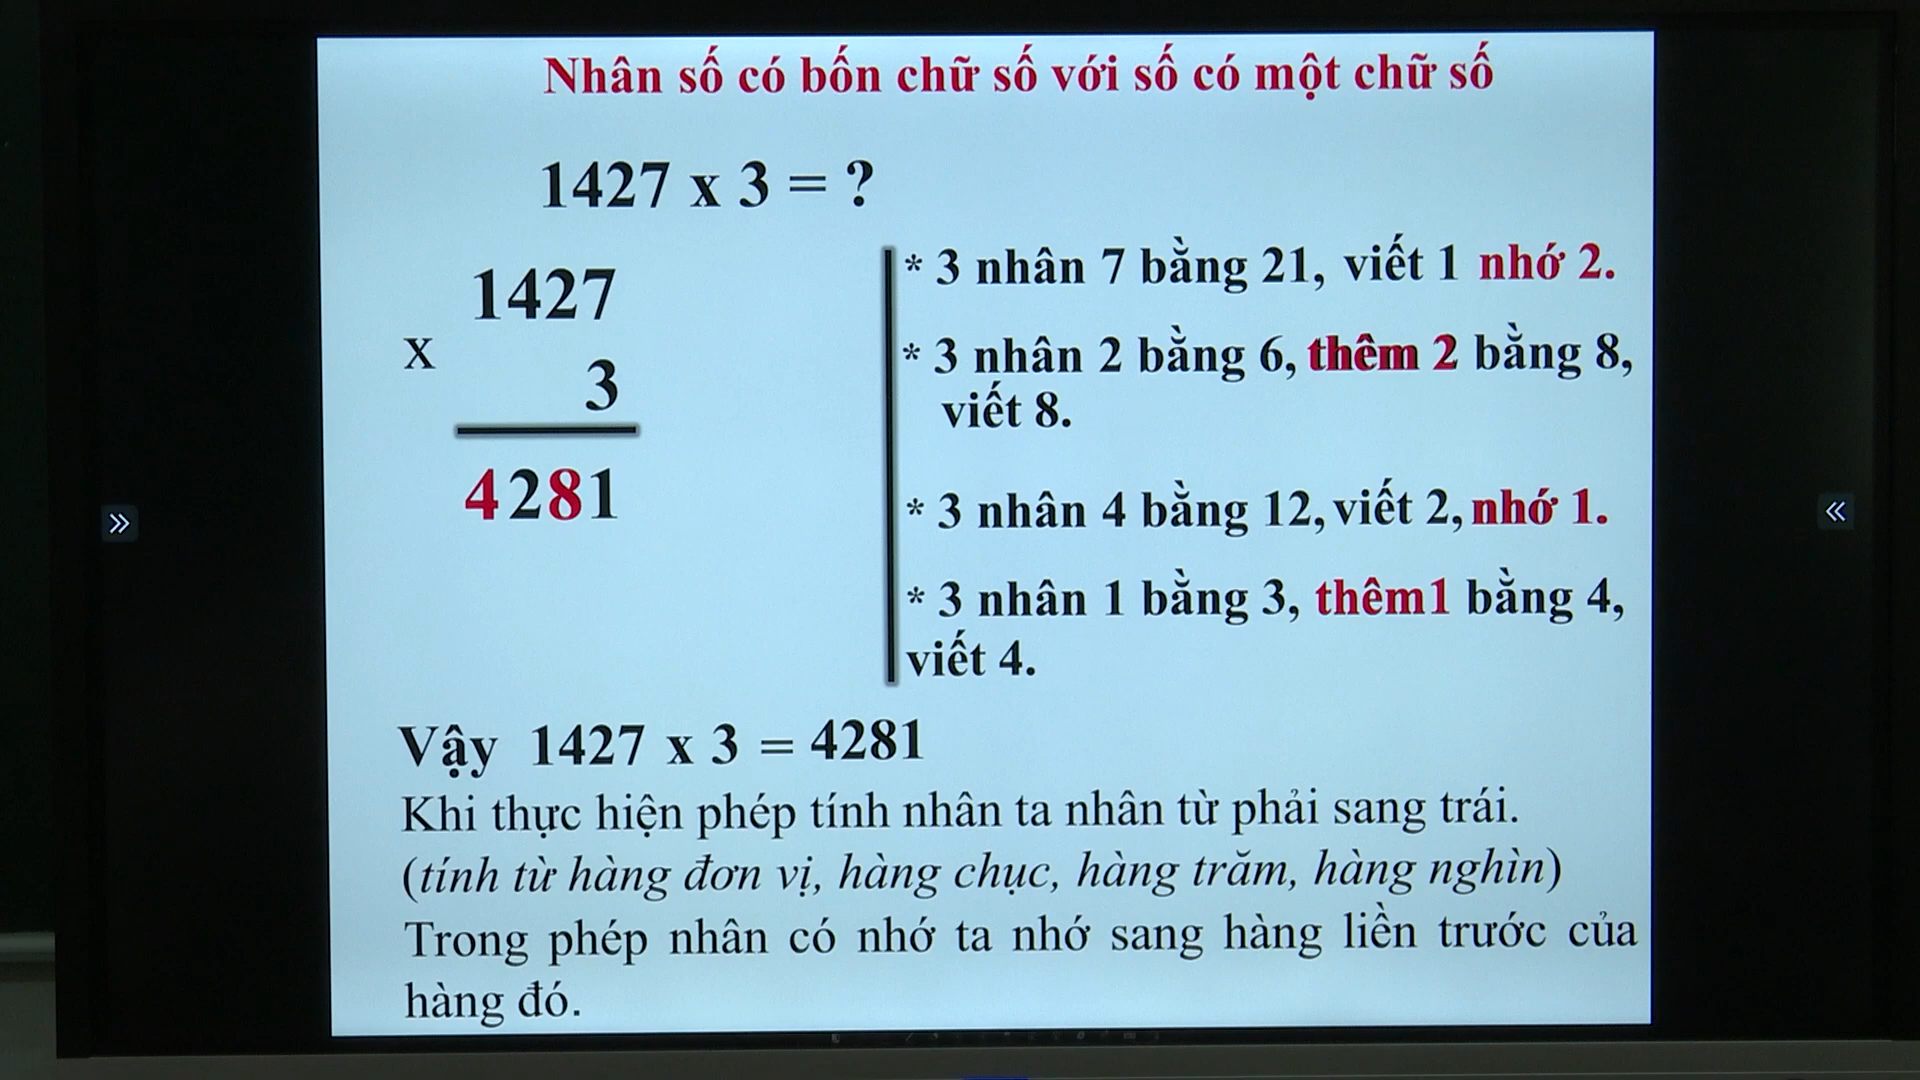 Nhân số có bốn chữ số với số có một chữ số
1427 x 3 = ?
1427
x
3
4281
* 3 nhân 7 bằng 21, viết 1 nhớ 2.
* 3 nhân 2 bằng 6, thêm 2 bằng 8,
viết 8.
* 3 nhân 4 bằng 12, viết 2, nhớ 1.
* 3 nhân 1 bằng 3, thêm1 bằng 4,
viết 4.
Vậy 1427 x 3 = 4281
Khi thực hiện phép tính nhân ta nhân từ phải sang trái.
(tính từ hàng đơn vị, hàng chục, hàng trăm, hàng nghìn)
Trong phép nhân có nhớ ta nhớ sang hàng liền trước của
hàng đó.